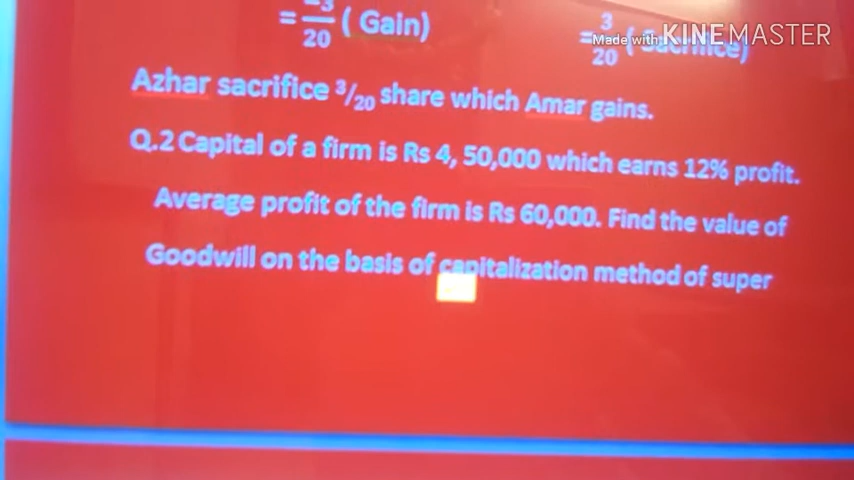 = -3/20 ( Gain)
= 3/20 ( Sacrifice)
Made with KINEMASTER
Azhar sacrifice 3/20 share which Amar gains.
Q.2 Capital of a firm is Rs 4, 50,000 which earns 12% profit.
Average profit of the firm is Rs 60,000. Find the value of
Goodwill on the basis of capitalization method of super